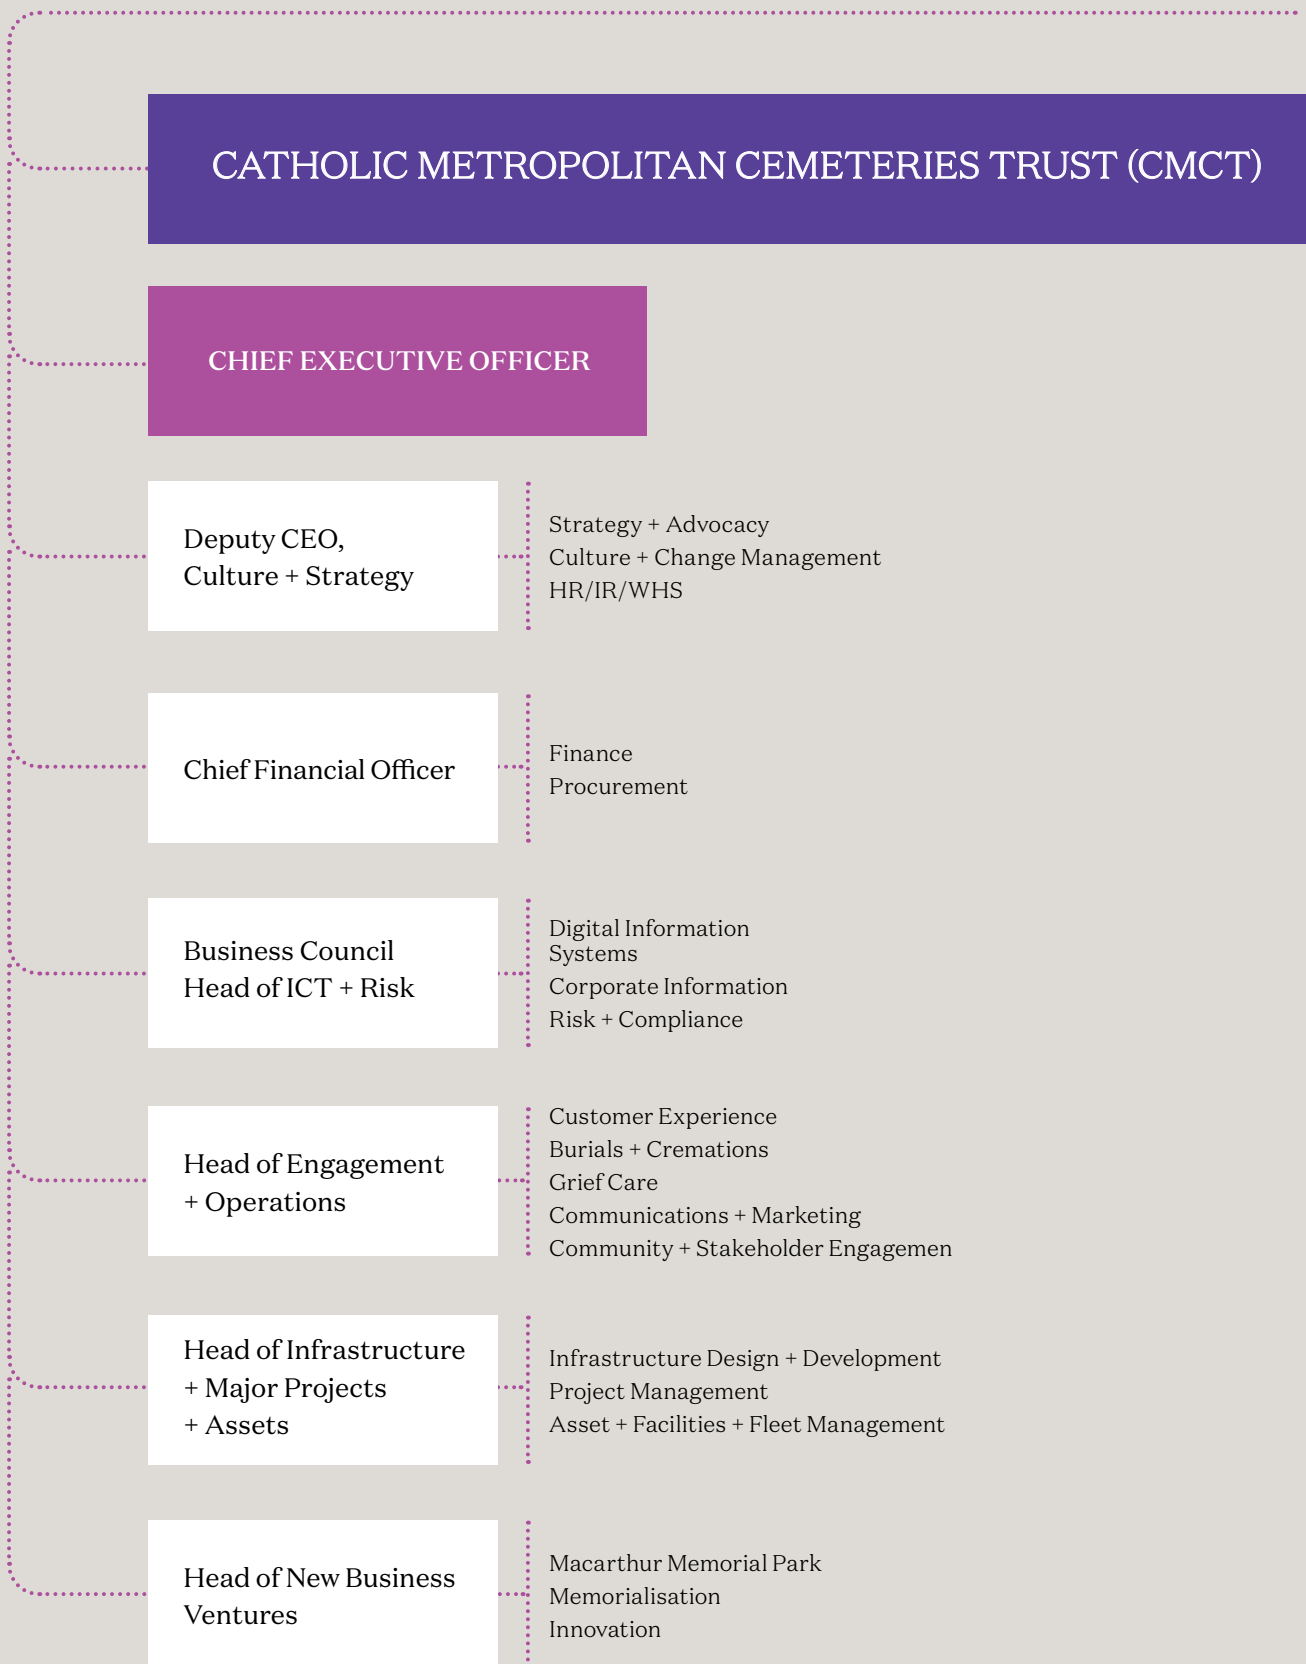 CATHOLIC METROPOLITAN CEMETERIES TRUST (CMCT)
CHIEF EXECUTIVE OFFICER
Deputy CEO,
Culture + Strategy
Strategy + Advocacy
Culture + Change Management
HR/IR/WHS
Chief Financial Officer
Finance
Procurement
Business Council
Head of ICT + Risk
Digital Information
Systems
Corporate Information
Risk + Compliance
Head of Engagement
+ Operations
Customer Experience
Burials + Cremations
Grief Care
Communications + Marketing
Community + Stakeholder Engagemen
Head of Infrastructure
+ Major Projects
+ Assets
Infrastructure Design + Development
Project Management
Asset + Facilities + Fleet Management
Head of New Business
Ventures
Macarthur Memorial Park
Memorialisation
Innovation